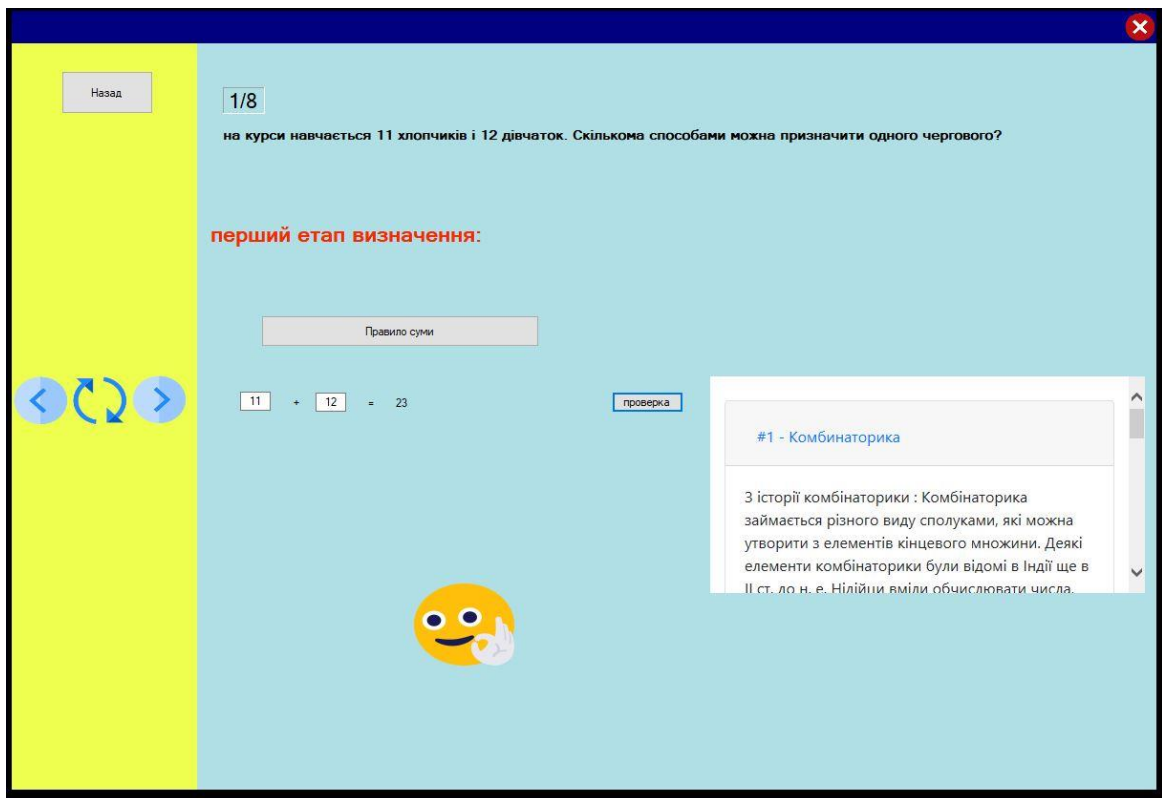 Назад
1/8
на курси навчається 11 хлопчиків і 12 дівчаток. Скількома способами можна призначити одного чергового?
перший етап визначення:
Правило суми
11 + 12 = 23
проверка
#1 - Комбинаторика
З історії комбінаторики : Комбінаторика
займається різного виду сполуками, які можна
утворити з елементів кінцевого множини. Деякі
елементи комбінаторики були відомі в Індії ще в
II ст. до н. е. Нідійци вміли обчислювати числа,